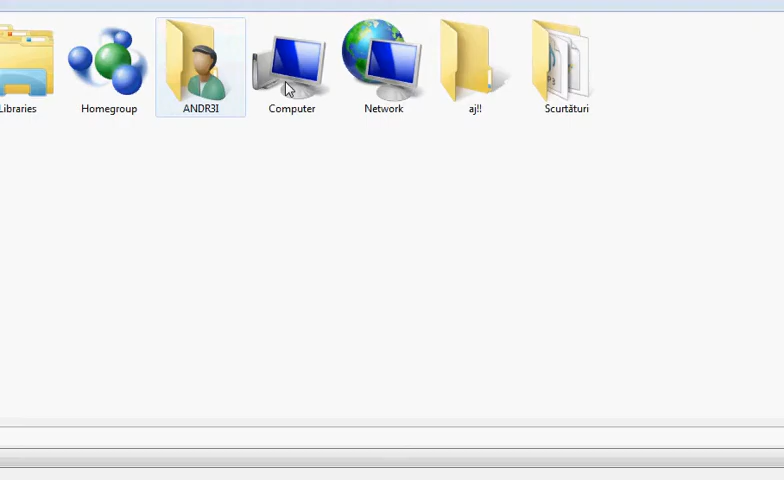 Libraries
Homegroup
ANDR3I
Computer
Network
aj!!
Scurtături